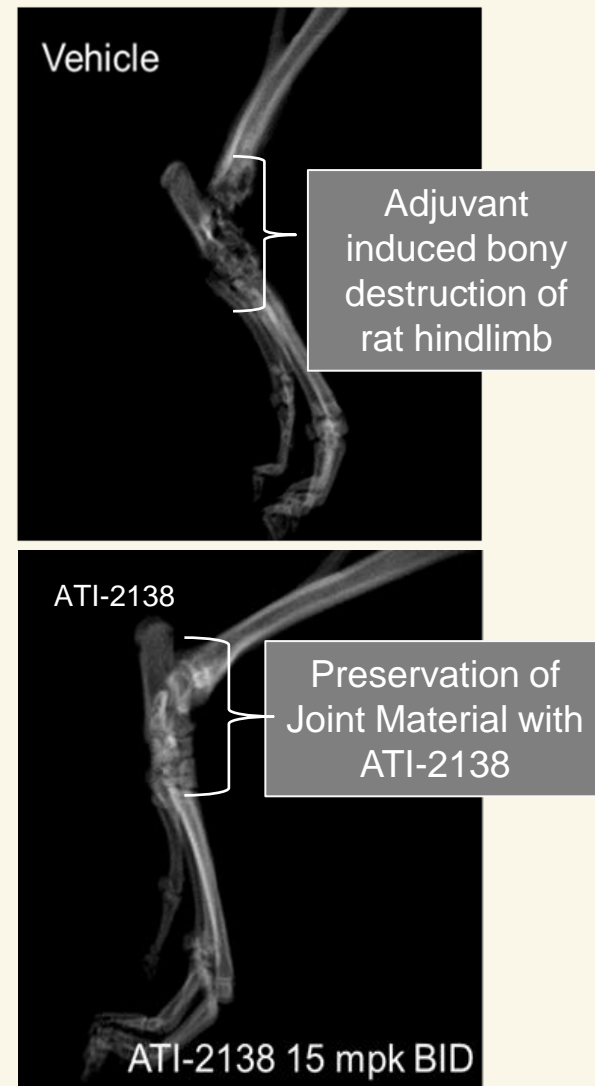 Vehicle
Adjuvant
induced bony
destruction of
rat hindlimb
ATI-2138
Preservation of
Joint Material with
ATI-2138
ATI-2138 15 mpk BID